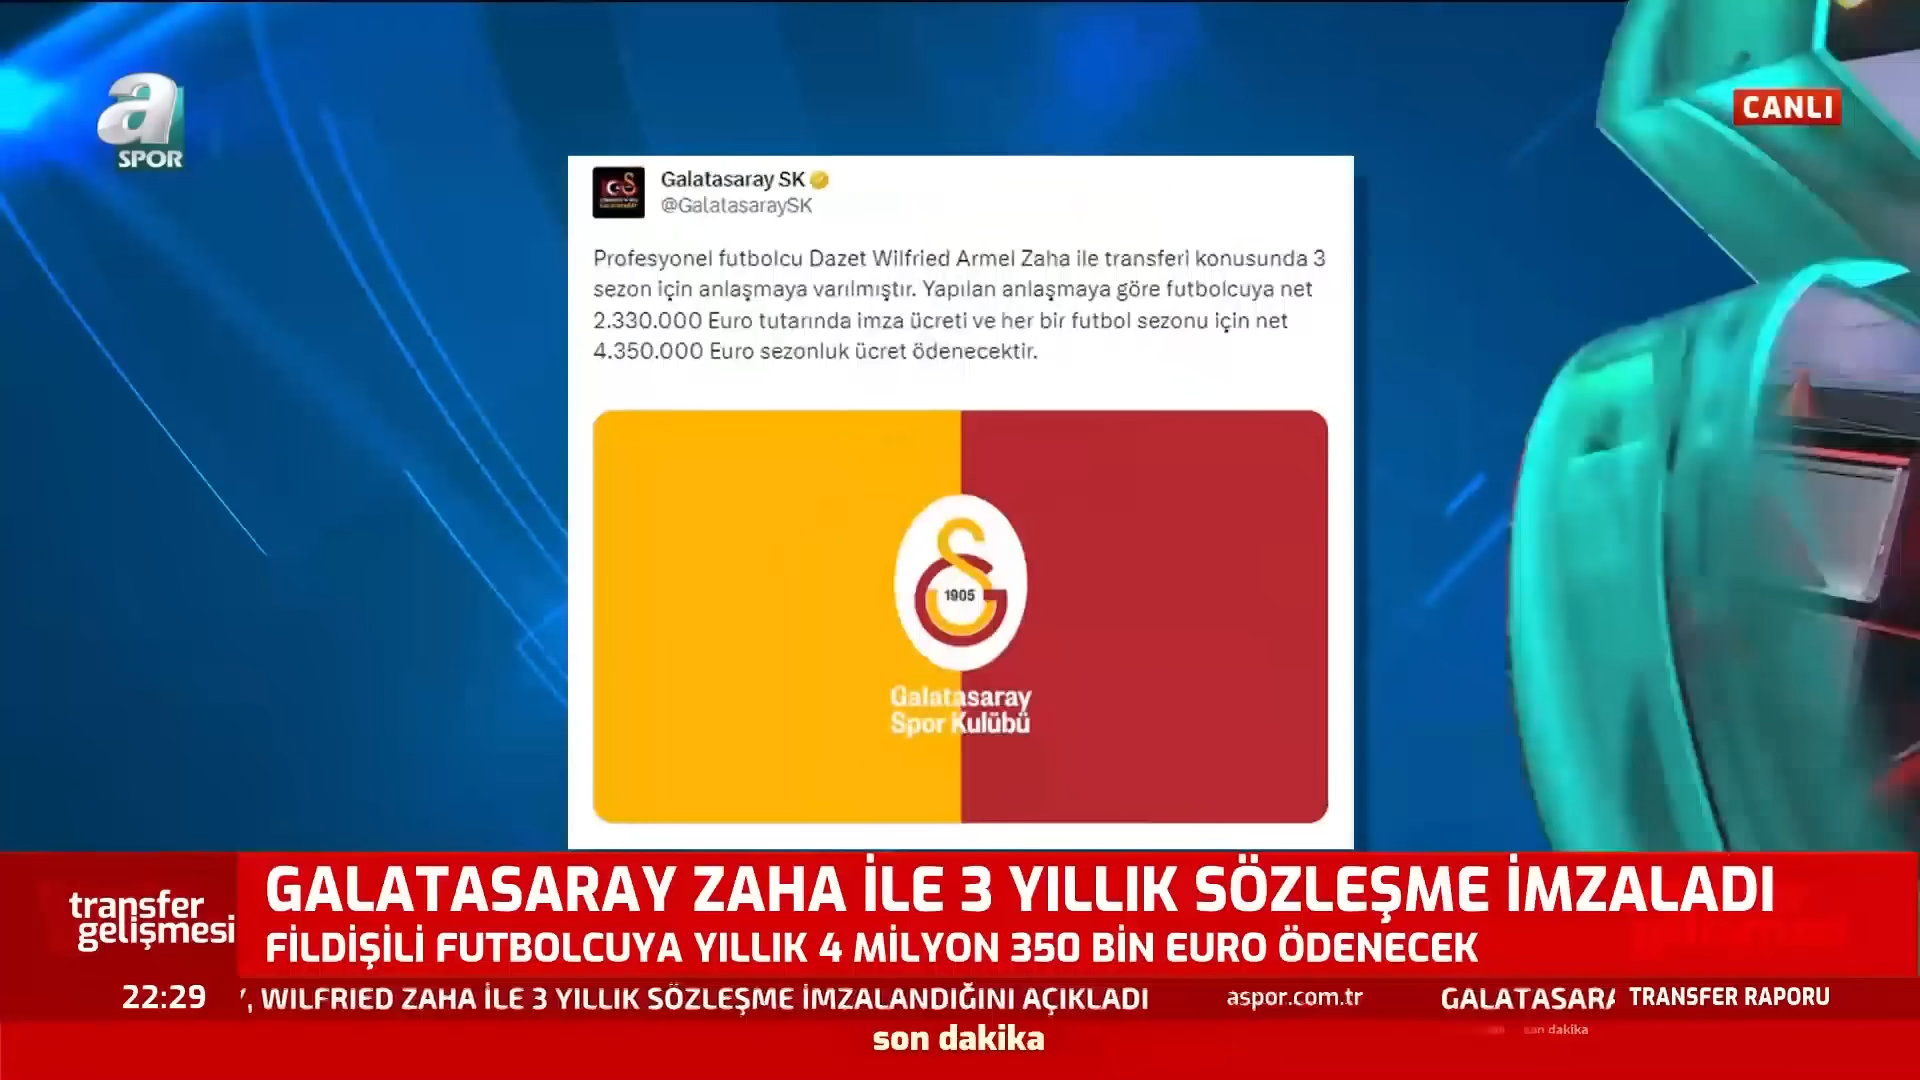 a
SPOR
CANLI
Galatasaray SK
@GalatasaraySK
Profesyonel futbolcu Dazet Wilfried Armel Zaha ile transferi konusunda 3
sezon için anlaşmaya varılmıştır. Yapılan anlaşmaya göre futbolcuya net
2.330.000 Euro tutarında imza ücreti ve her bir futbol sezonu için net
4.350.000 Euro sezonluk ücret ödenecektir.
1905
Galatasaray
Spor Kulübü
transfer
gelişmesi
GALATASARAY ZAHA İLE 3 YILLIK SÖZLEŞME İMZALADI
FİLDİŞİLİ FUTBOLCUYA YILLIK 4 MİLYON 350 BİN EURO ÖDENECEK
22:29
, WILFRIED ZAHA İLE 3 YILLIK SÖZLEŞME İMZALANDIĞINI AÇIKLADI
aspor.com.tr
GALATASARA
TRANSFER RAPORU
son dakika
son dakika